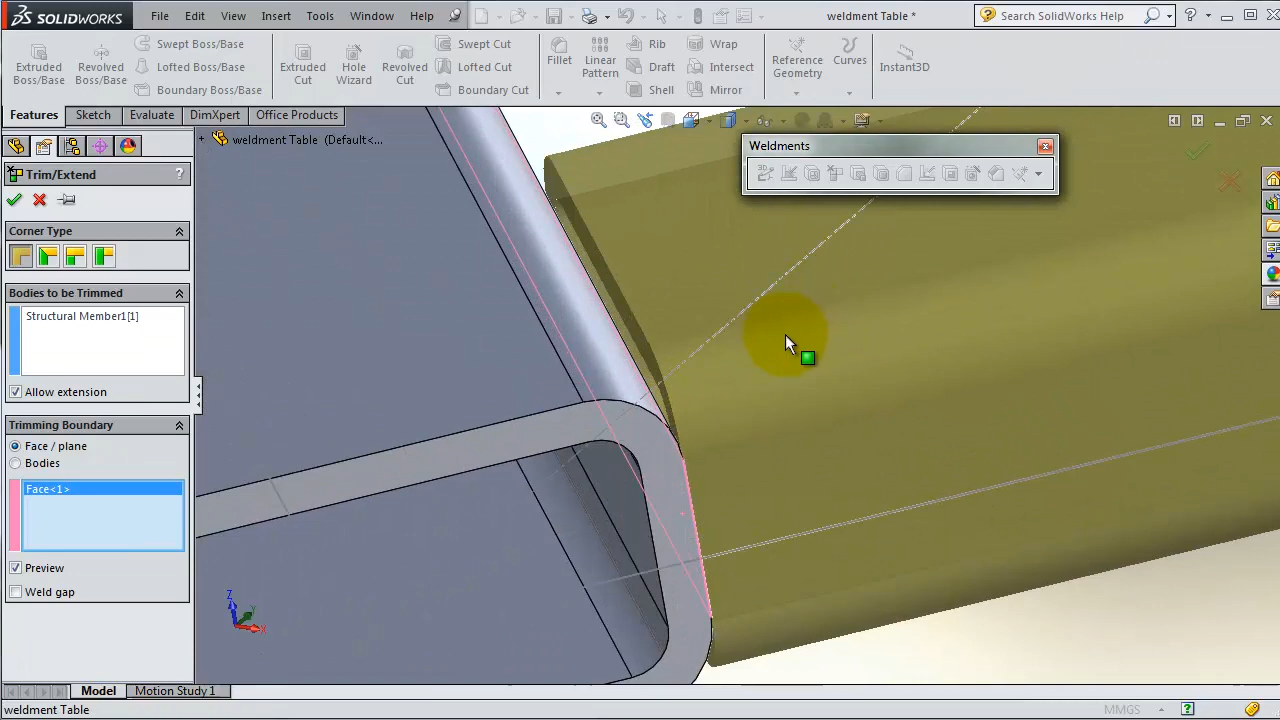 SOLIDWORKS File Edit View Insert Tools Window Help weldment Table * Search SolidWorks Help
Extruded Boss/Base
Revolved Boss/Base
Swept Boss/Base
Lofted Boss/Base
Boundary Boss/Base
Extruded Cut
Hole Wizard
Revolved Cut
Swept Cut
Lofted Cut
Boundary Cut
Fillet
Linear Pattern
Rib
Draft
Shell
Wrap
Intersect
Mirror
Reference Geometry
Curves
Instant3D
Features Sketch Evaluate DimXpert Office Products
weldment Table (Default<...
Weldments
Trim/Extend ?
Corner Type
Bodies to be Trimmed
Structural Member1[1]
Allow extension
Trimming Boundary
Face / plane
Bodies
Face<1>
Preview
Weld gap
Z
Y
X
Model Motion Study 1
weldment Table MMGS ?